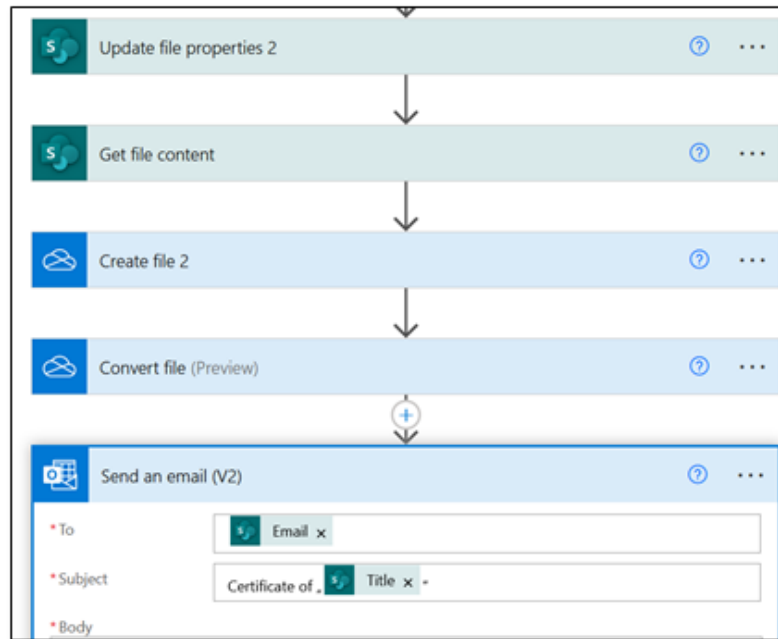 Update file properties 2
Get file content
Create file 2
Convert file (Preview)
Send an email (V2)
*To
Email x
*Subject
Certificate of „ Title x "
*Body